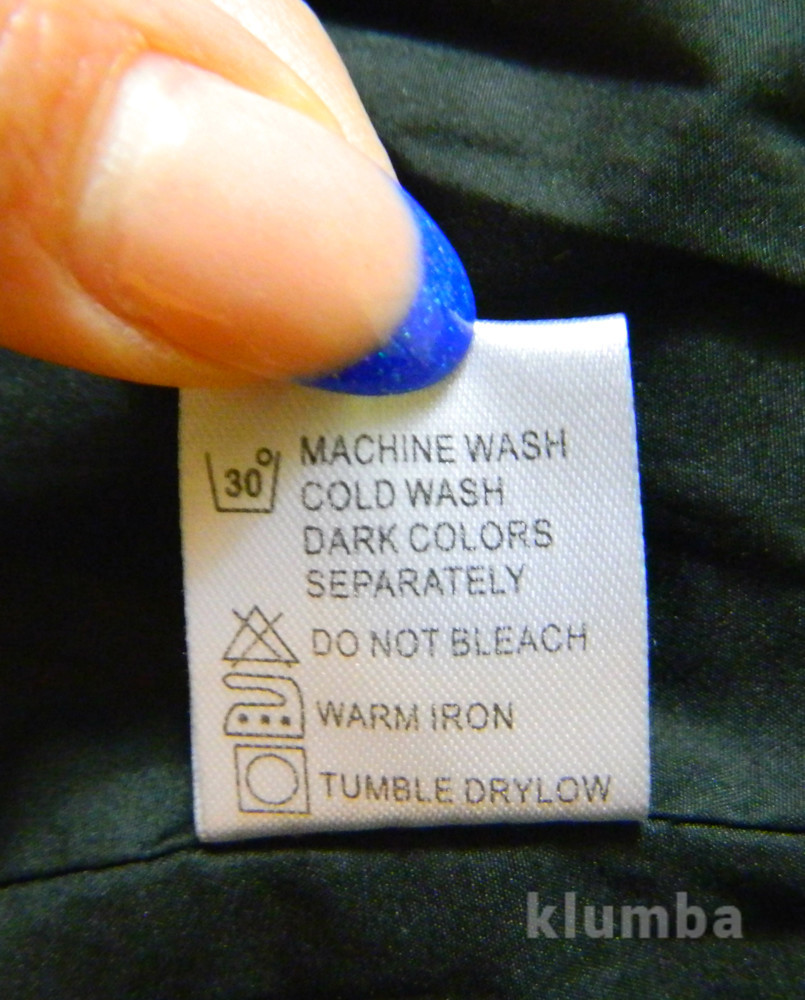 30°
MACHINE WASH
COLD WASH
DARK COLORS
SEPARATELY
DO NOT BLEACH
WARM IRON
TUMBLE DRYLOW
klumba